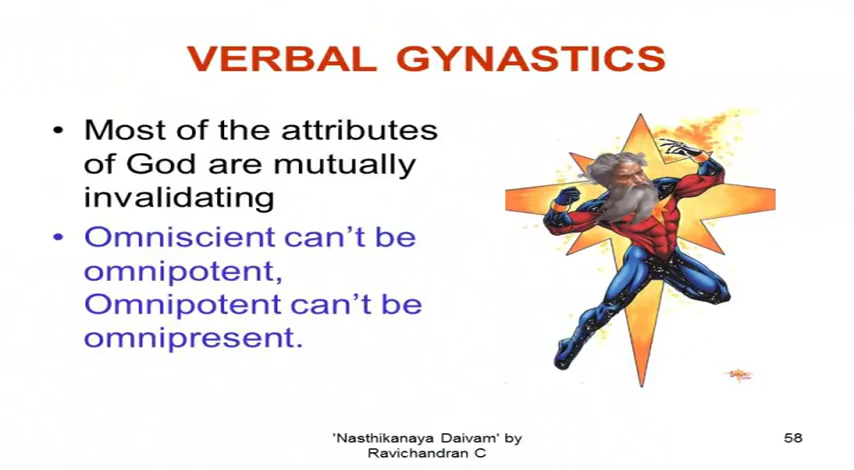 VERBAL GYNASTICS
• Most of the attributes
of God are mutually
invalidating
• Omniscient can't be
omnipotent,
Omnipotent can't be
omnipresent.
'Nasthikanaya Daivam' by
Ravichandran C
58